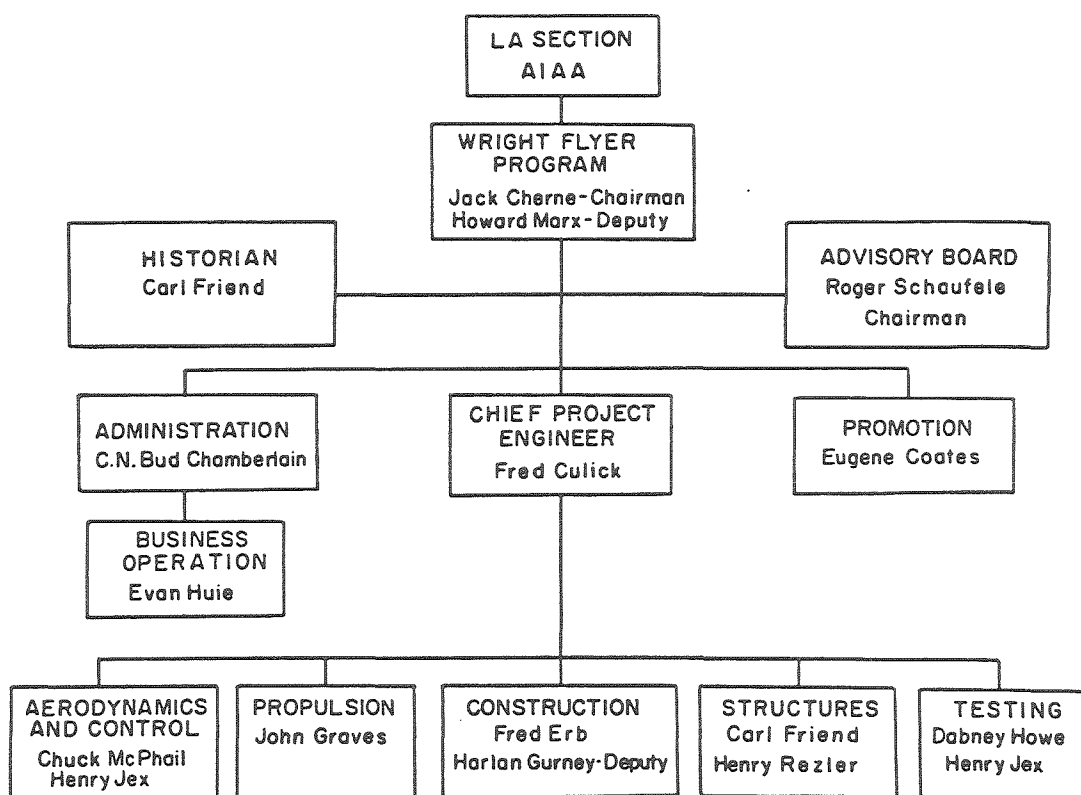 LA SECTION
AIAA
WRIGHT FLYER
PROGRAM
Jack Cherne-Chairman
Howard Marx-Deputy
HISTORIAN
Carl Friend
ADVISORY BOARD
Roger Schaufele
Chairman
ADMINISTRATION
C.N. Bud Chamberlain
CHIEF PROJECT
ENGINEER
Fred Culick
PROMOTION
Eugene Coates
BUSINESS
OPERATION
Evan Huie
AERODYNAMICS
AND CONTROL
Chuck McPhail
Henry Jex
PROPULSION
John Graves
CONSTRUCTION
Fred Erb
Harlan Gurney-Deputy
STRUCTURES
Carl Friend
Henry Rezler
TESTING
Dabney Howe
Henry Jex